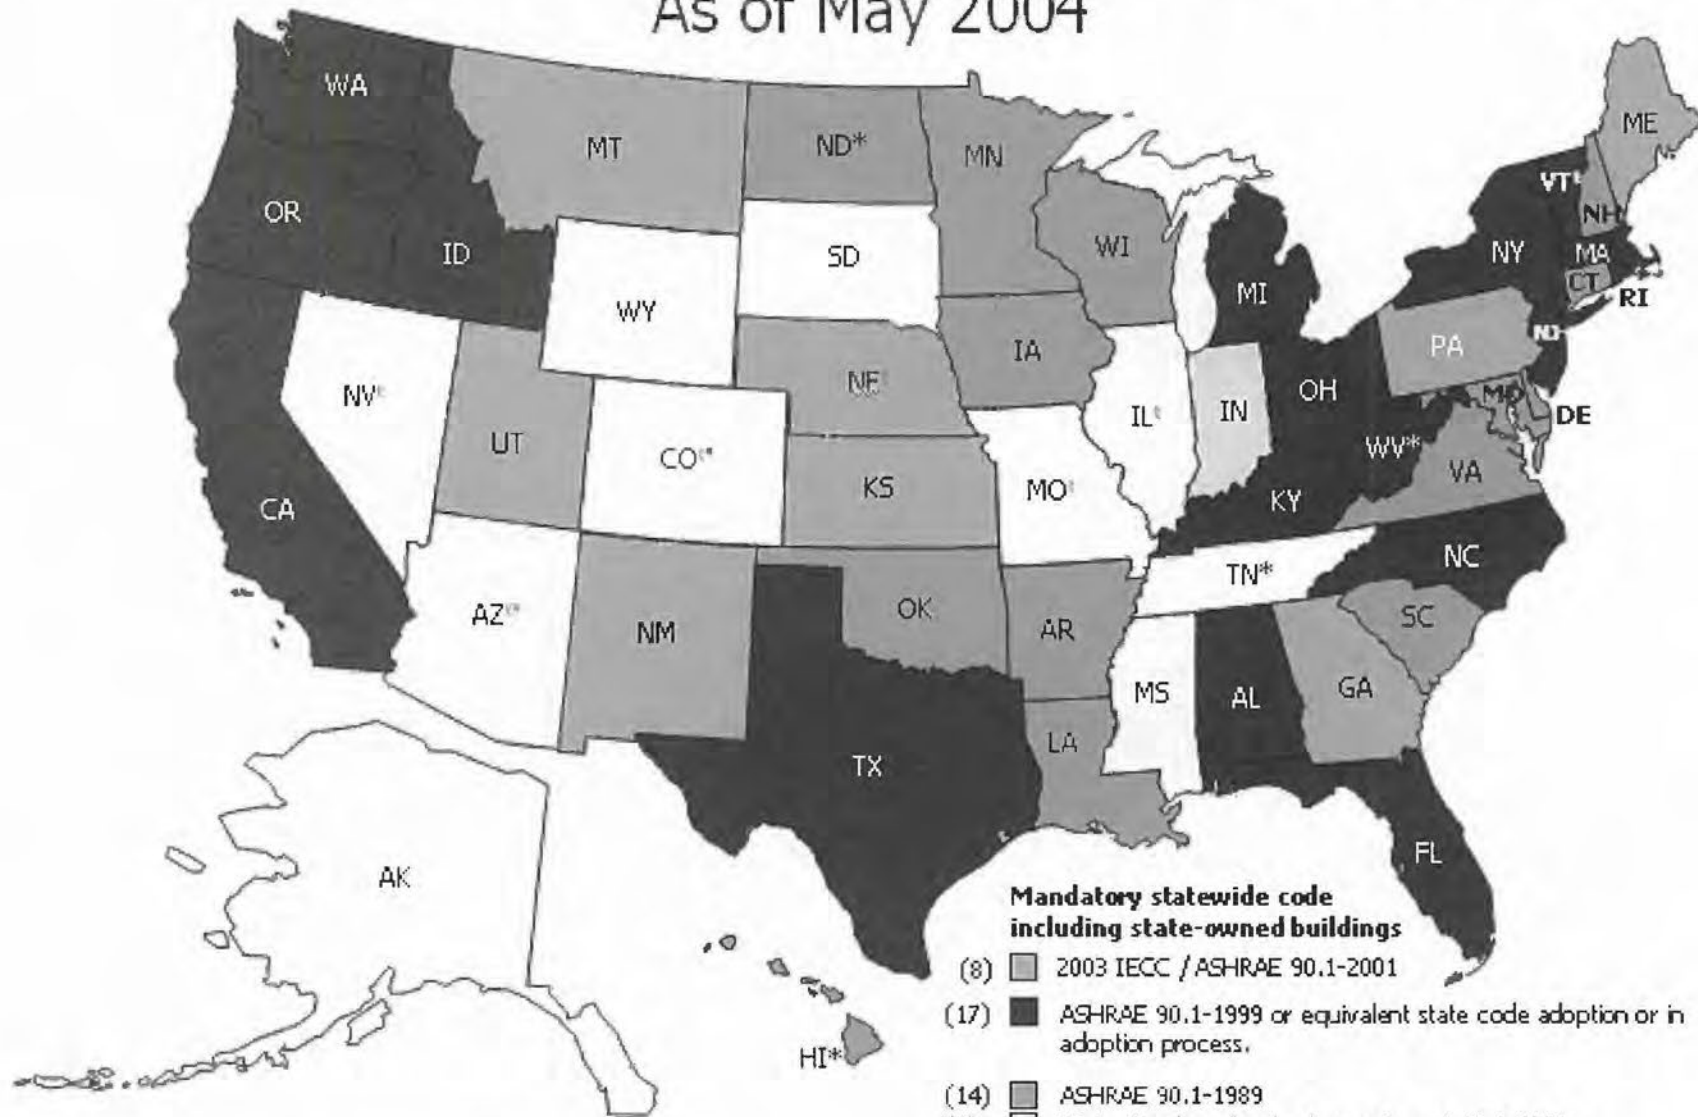 As of May 2004
WA
MT
ND*
MN
ME
VT
NH
OR
ID
SD
WI
NY
MA
CT
RI
MI
WY
IA
NJ
PA
NE
OH
NV
IL
IN
MD
DE
UT
CO
WV*
KS
MO
VA
KY
CA
NC
TN*
AZ
OK
SC
NM
AR
MS
AL
GA
LA
TX
FL
AK
HI*
Mandatory statewide code
including state-owned buildings
(8) 2003 IECC / ASHRAE 90.1-2001
(17) ASHRAE 90.1-1999 or equivalent state code adoption or in
adoption process.
(14) ASHRAE 90.1-1989